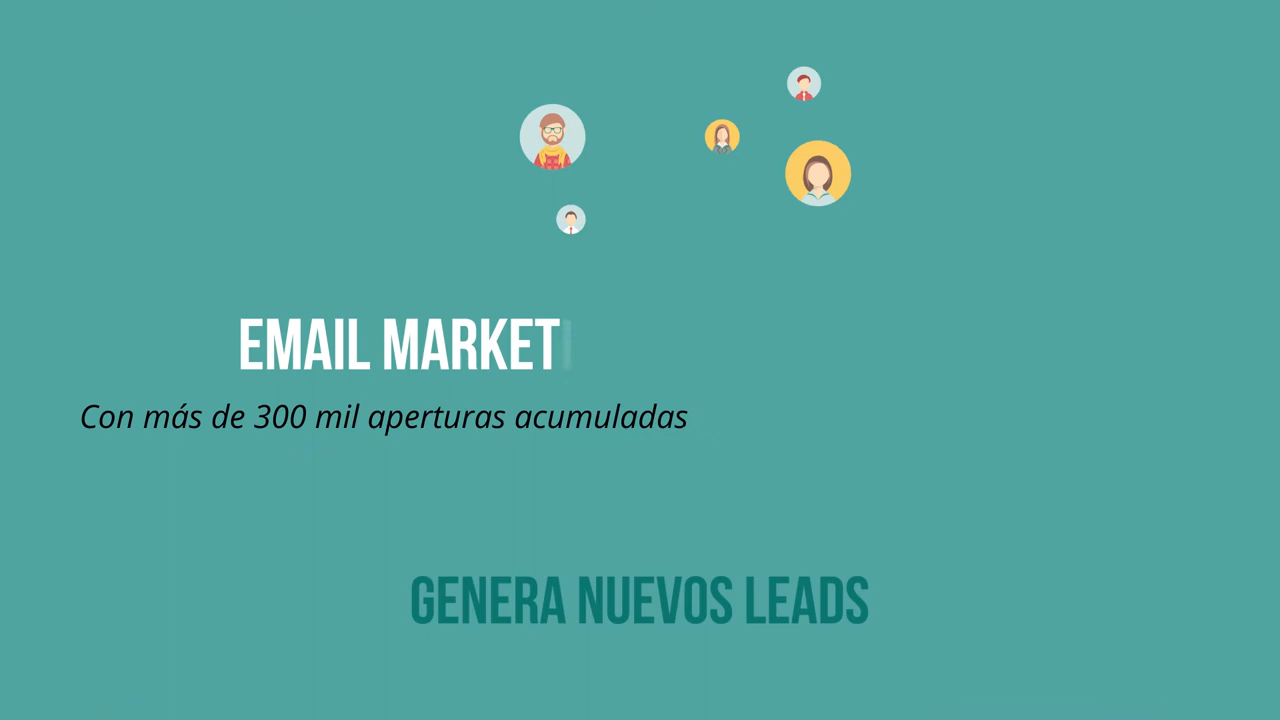 EMAIL MARKET
Con más de 300 mil aperturas acumuladas
GENERA NUEVOS LEADS